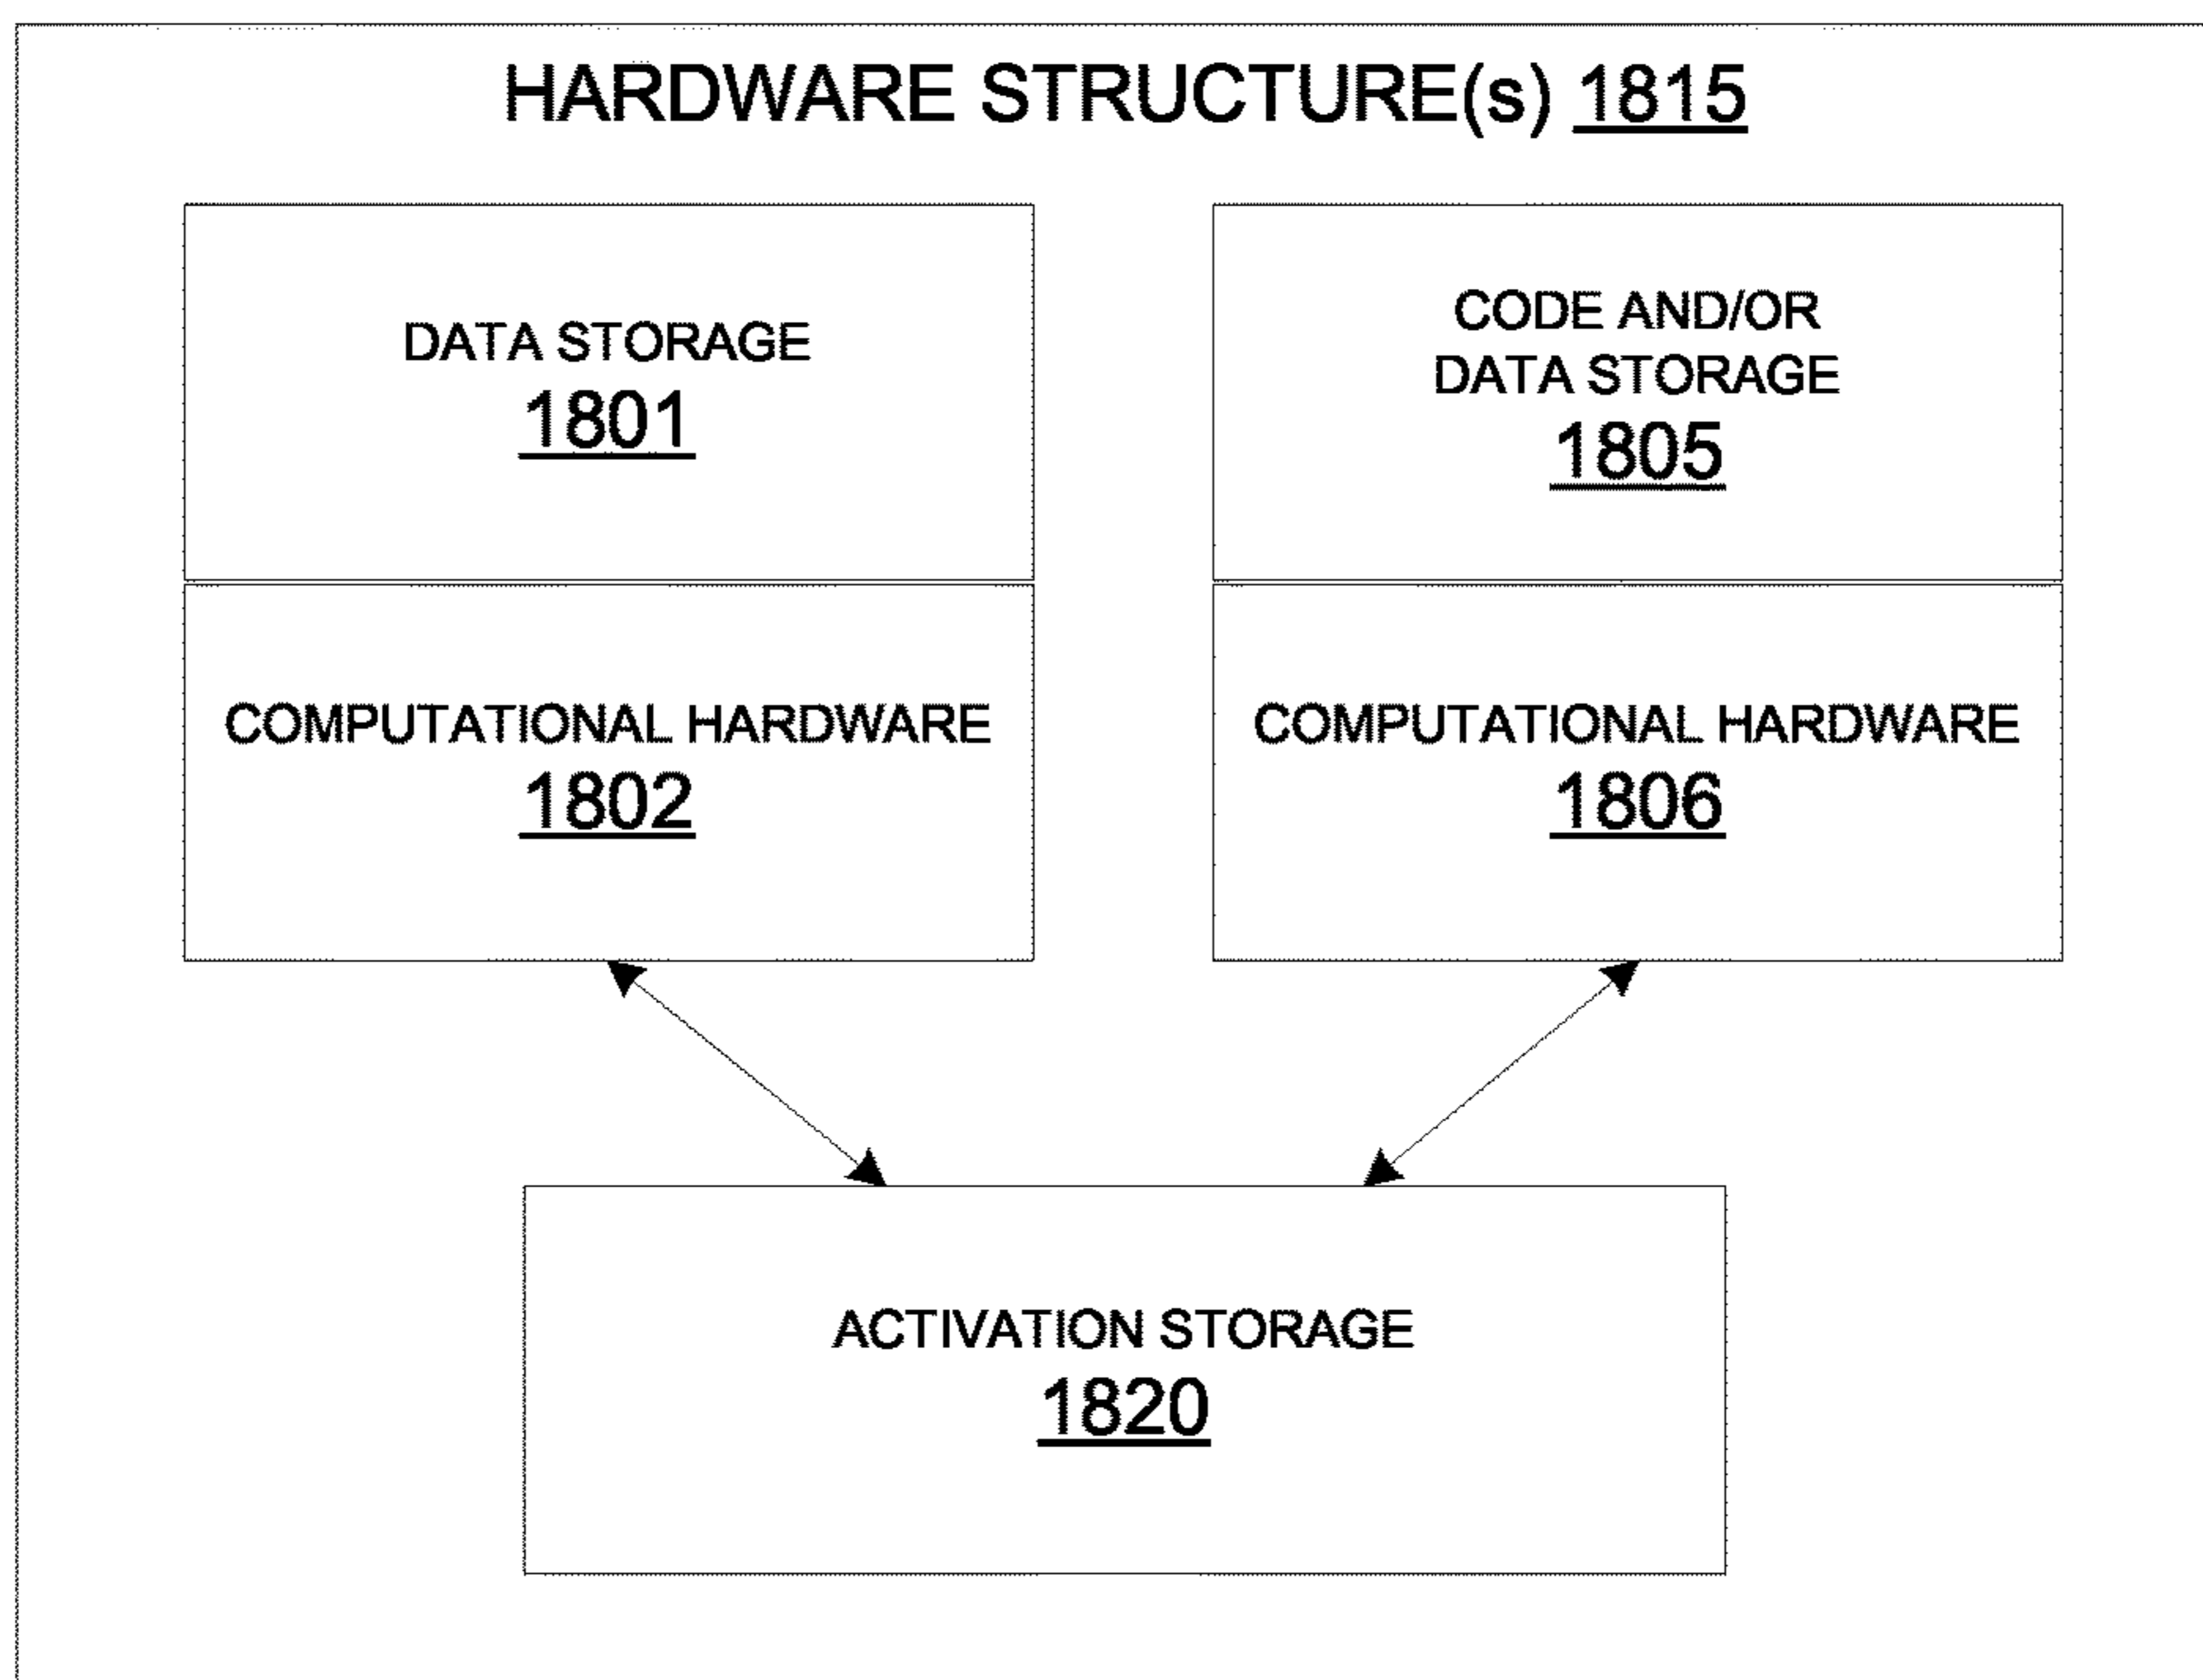 HARDWARE STRUCTURE(s) 1815
DATA STORAGE
1801
CODE AND/OR
DATA STORAGE
1805
COMPUTATIONAL HARDWARE
1802
COMPUTATIONAL HARDWARE
1806
ACTIVATION STORAGE
1820